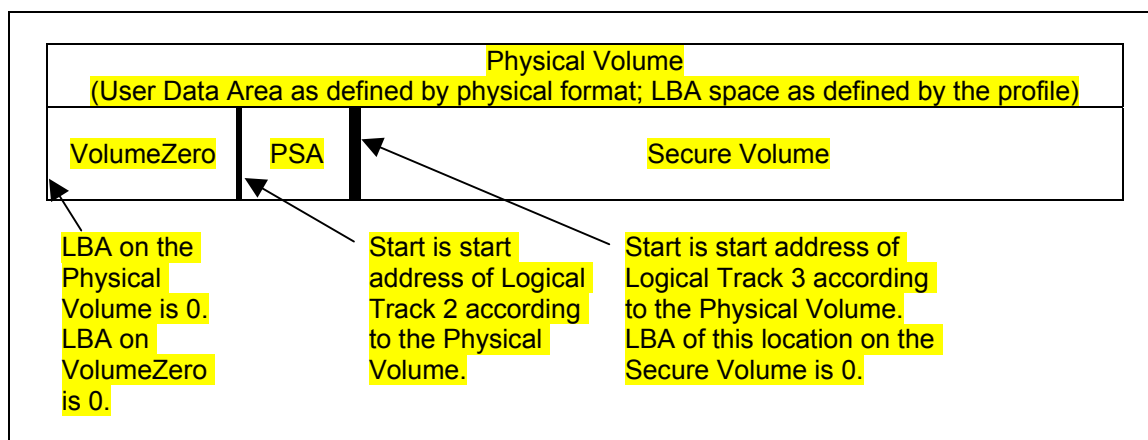 Physical Volume
(User Data Area as defined by physical format; LBA space as defined by the profile)
VolumeZero
PSA
Secure Volume
LBA on the
Physical
Volume is 0.
LBA on
VolumeZero
is 0.
Start is start
address of Logical
Track 2 according
to the Physical
Volume.
Start is start address of
Logical Track 3 according
to the Physical Volume.
LBA of this location on the
Secure Volume is 0.